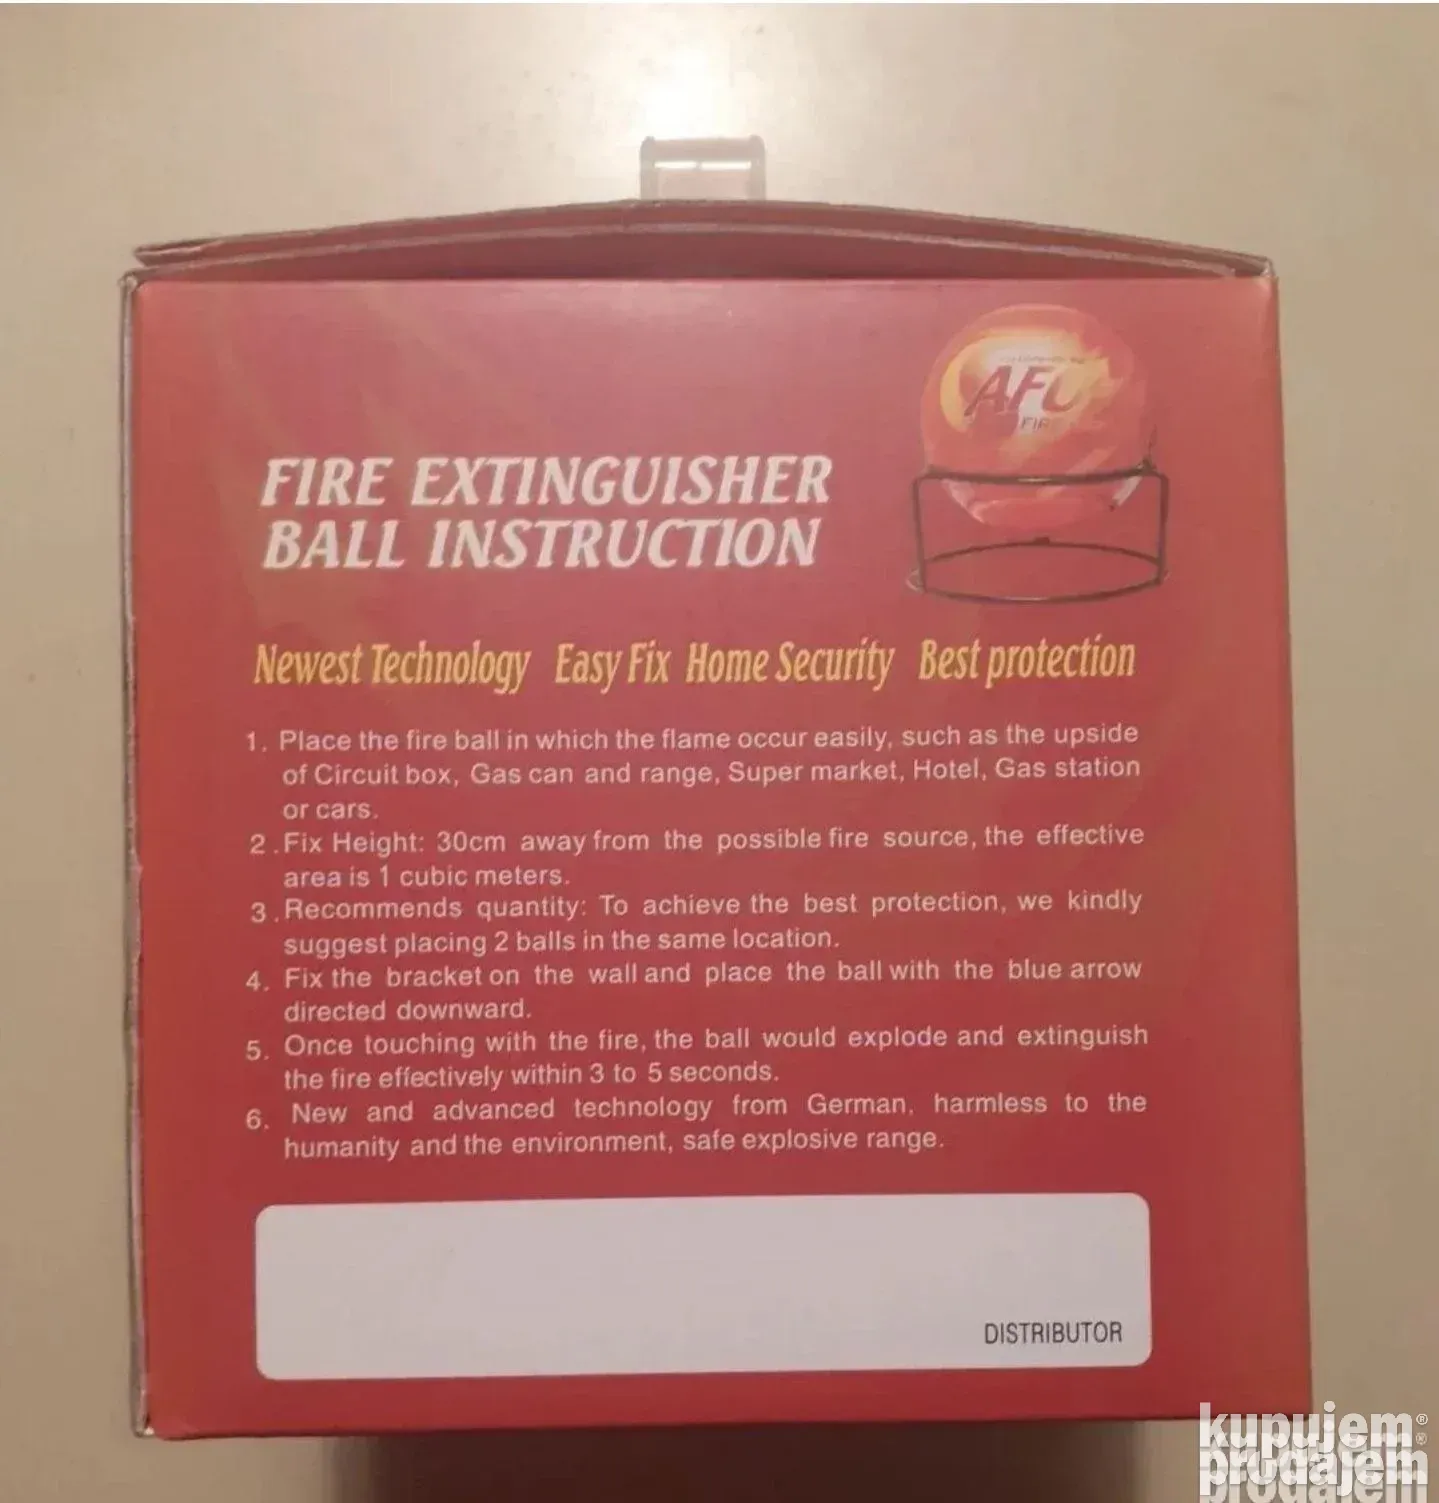 AFO
FIRE
FIRE EXTINGUISHER
BALL INSTRUCTION
Newest Technology Easy Fix Home Security Best protection
1. Place the fire ball in which the flame occur easily, such as the upside
of Circuit box, Gas can and range, Super market, Hotel, Gas station
or cars.
2. Fix Height: 30cm away from the possible fire source, the effective
area is 1 cubic meters.
3. Recommends quantity: To achieve the best protection, we kindly
suggest placing 2 balls in the same location.
4. Fix the bracket on the wall and place the ball with the blue arrow
directed downward.
5. Once touching with the fire, the ball would explode and extinguish
the fire effectively within 3 to 5 seconds.
6. New and advanced technology from German, harmless to the
humanity and the environment, safe explosive range.
DISTRIBUTOR
kupujem
prodajem
prodajem